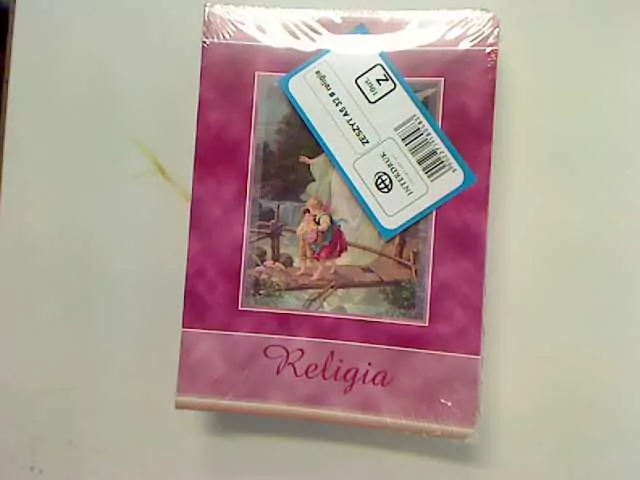 ZESZYT A5 32 # religia
10szt.
Z
INTERDRUK
Religia